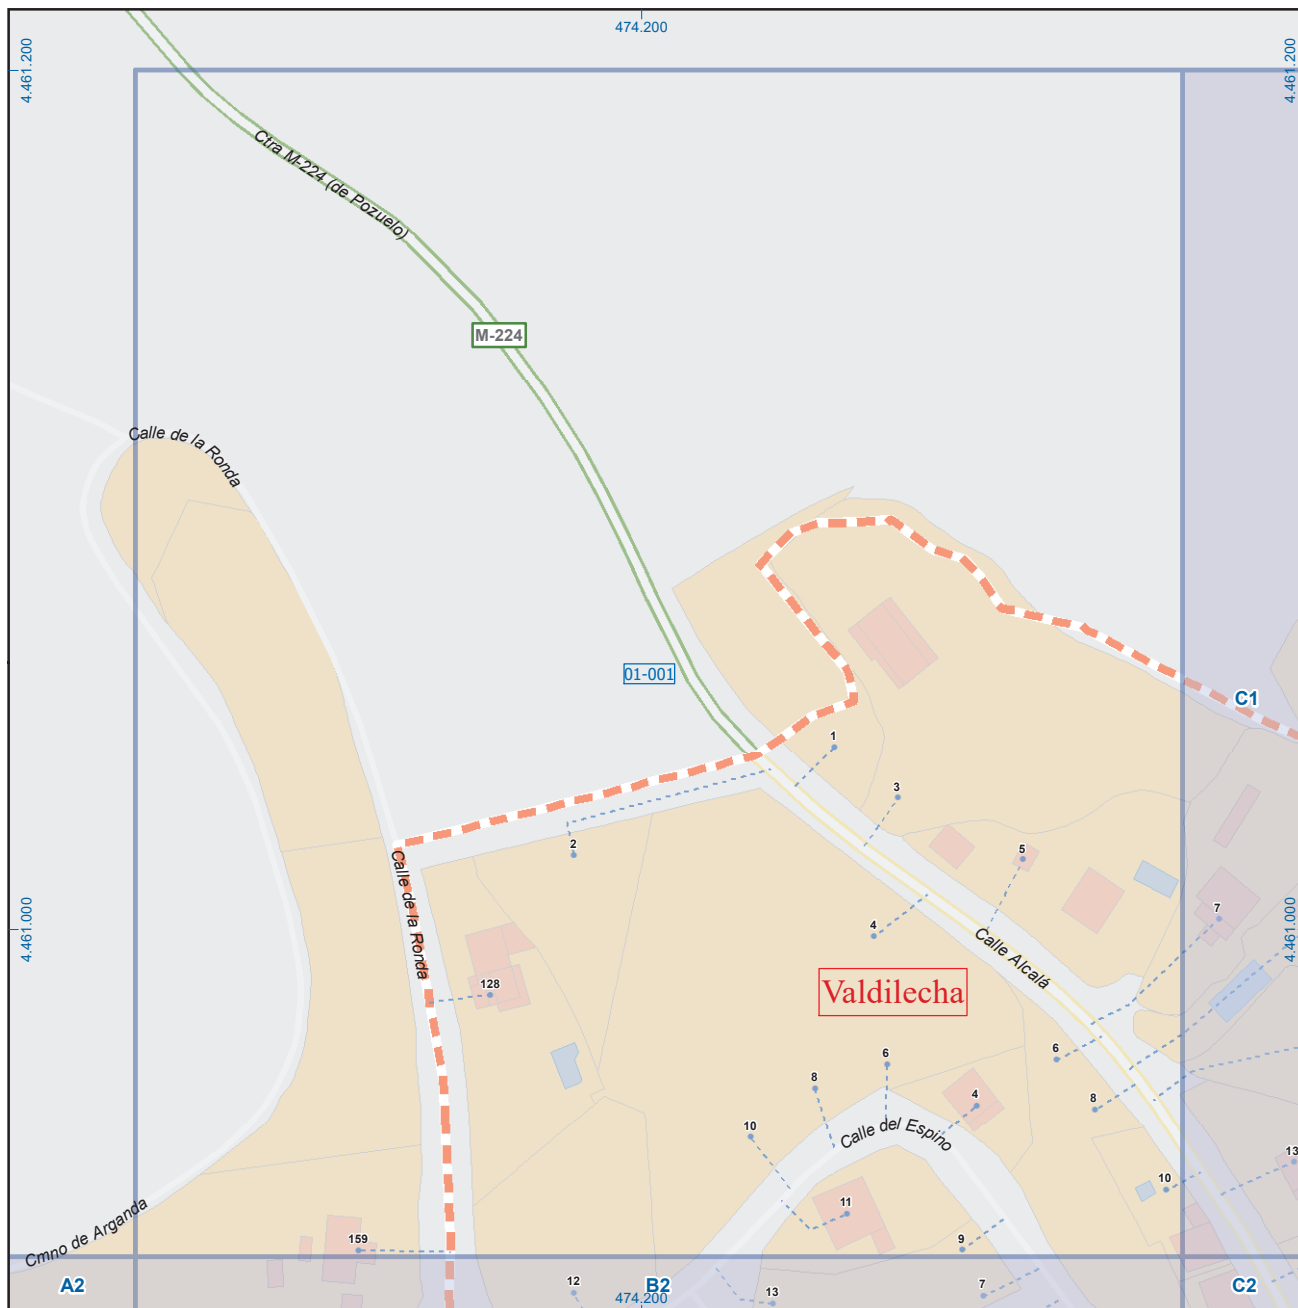 474.200
4.461.200
4.461.200
Ctra M-224 (de Pozuelo)
M-224
Calle de la Ronda
01-001
C1
1
3
2
5
Calle de la Ronda
7
4.461.000
4
4.461.000
Calle Alcalá
128
Valdilecha
6
6
8
4
8
10
Calle del Espino
13
10
Cmno de Arganda
11
159
9
A2
12
B2
7
C2
474.200
13